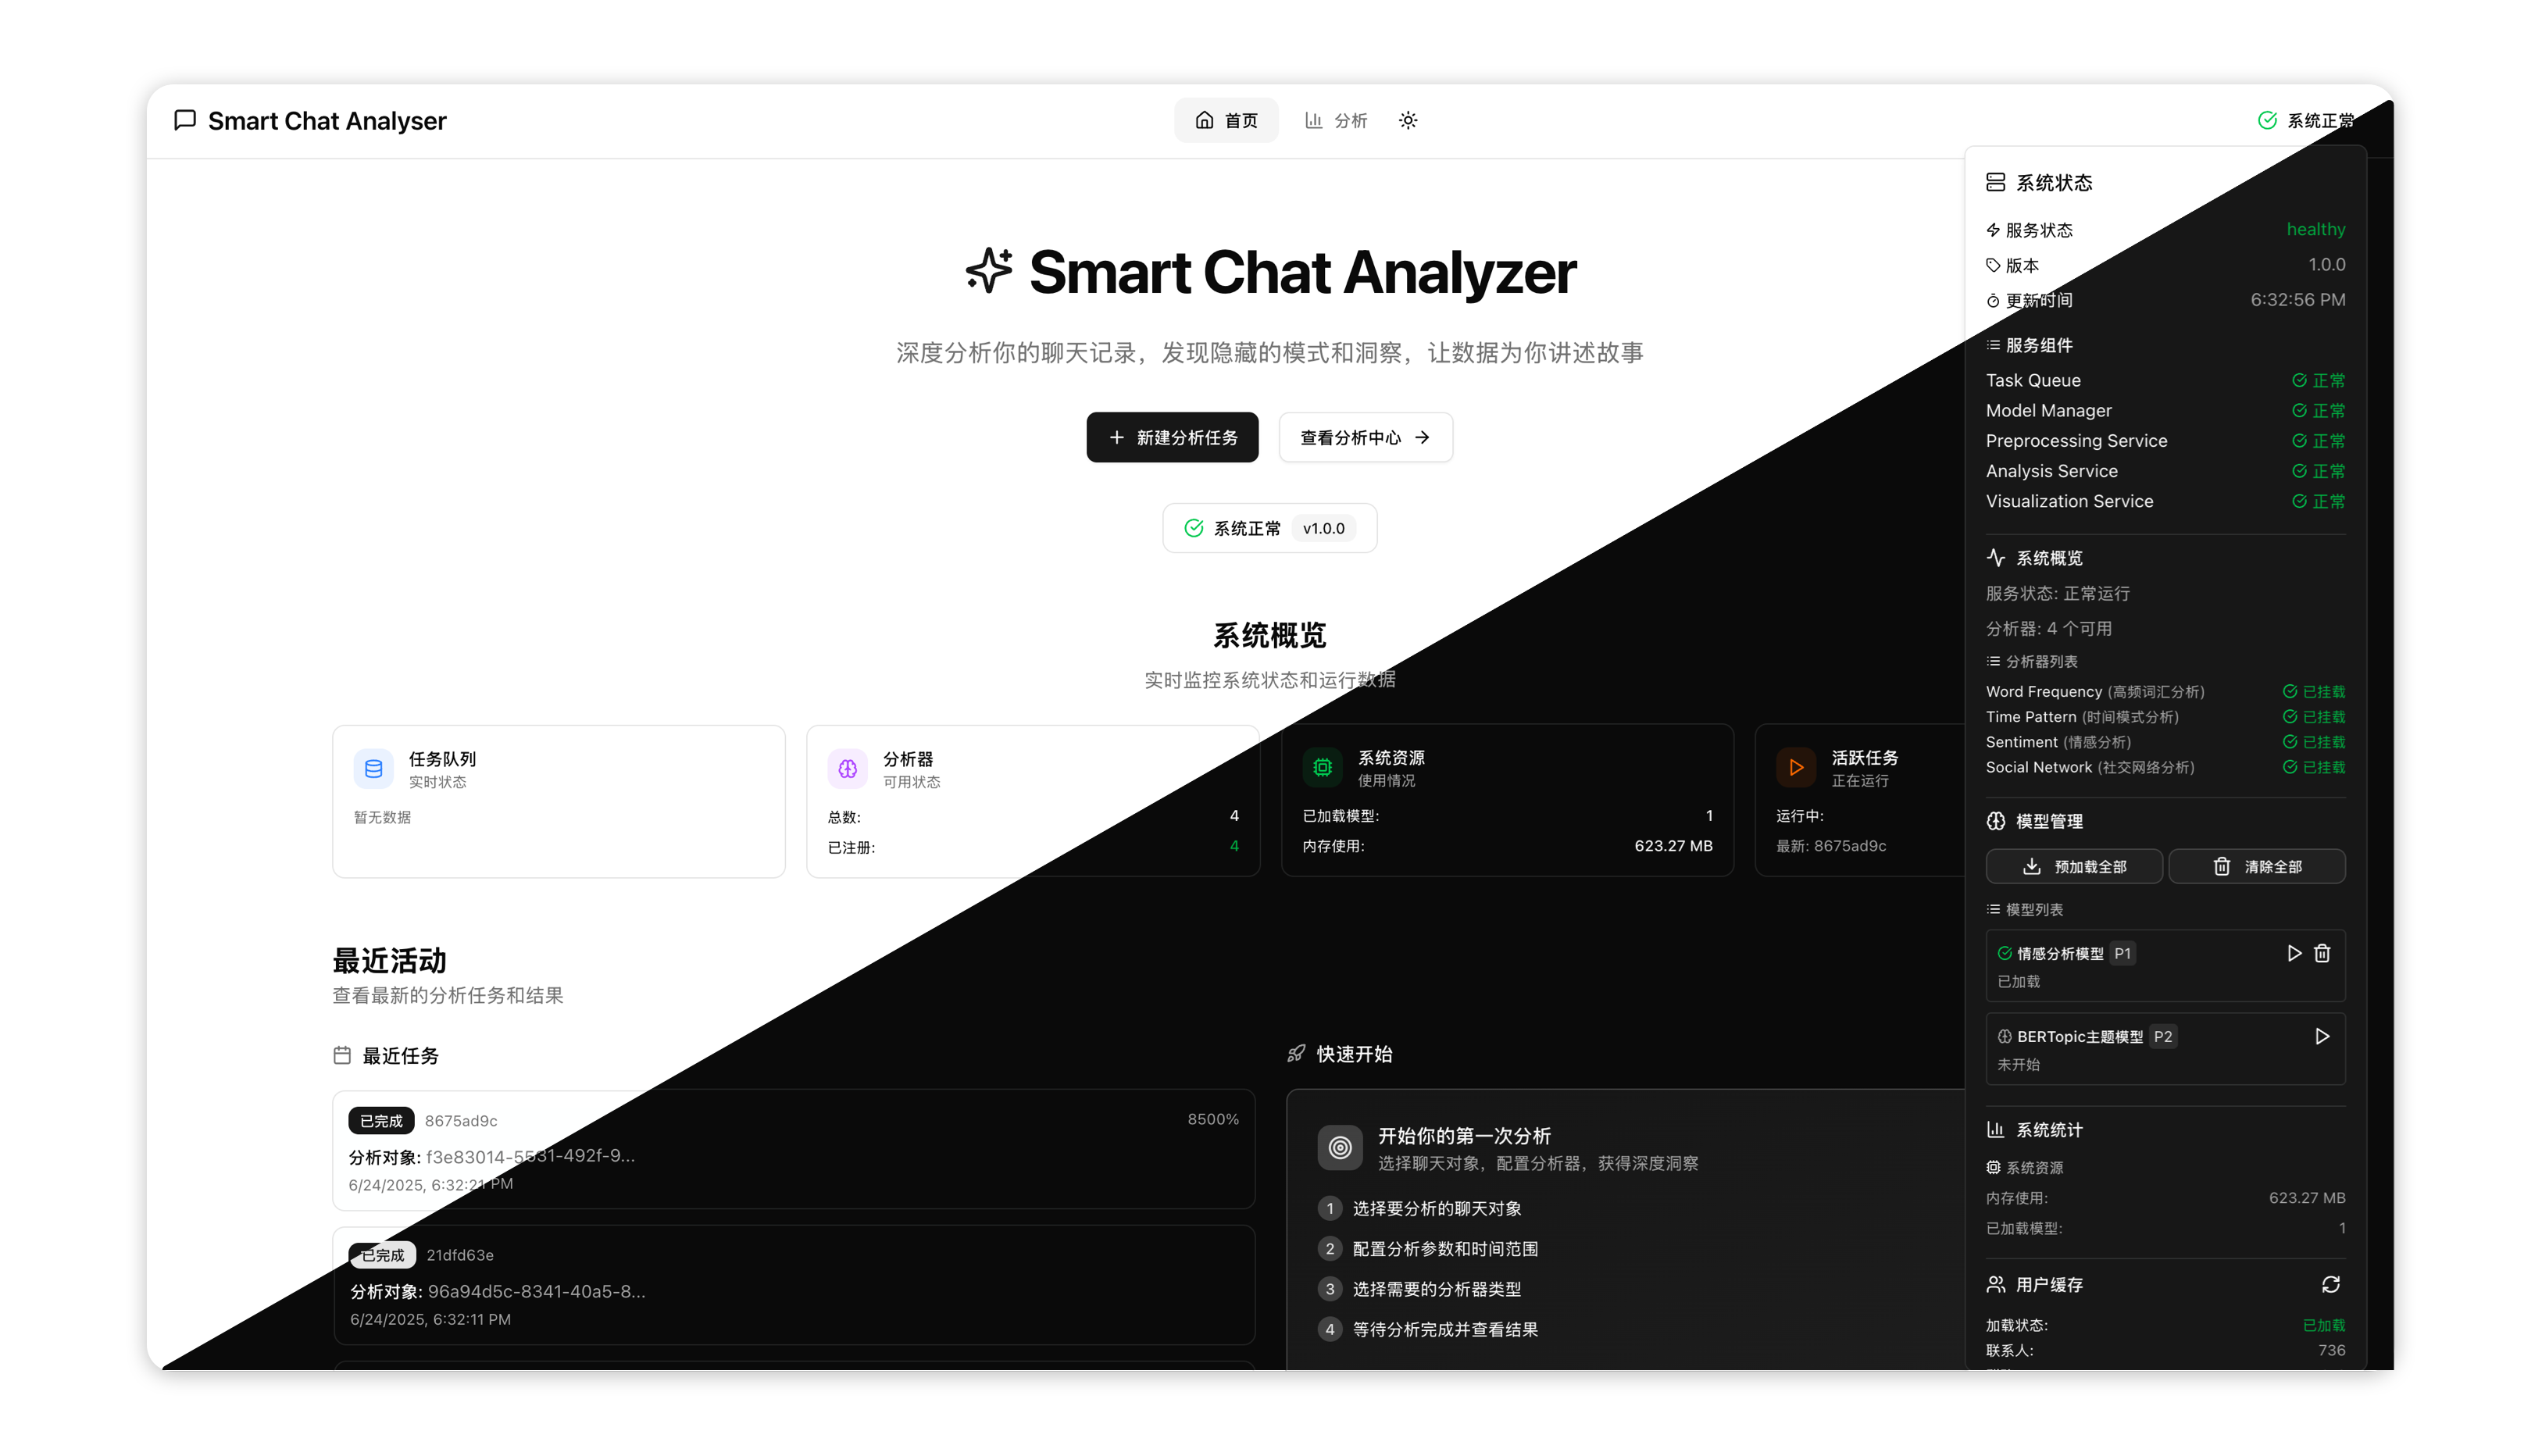 Smart Chat Analyser
首页
分析
系统正常
Smart Chat Analyzer
深度分析你的聊天记录，发现隐藏的模式和洞察，让数据为你讲述故事
新建分析任务
查看分析中心
系统正常 v1.0.0
系统概览
实时监控系统状态和运行数据
任务队列
实时状态
暂无数据
分析器
可用状态
总数: 4
已注册: 4
系统资源
使用情况
已加载模型: 1
内存使用: 623.27 MB
活跃任务
正在运行
运行中:
最新: 8675ad9c
最近活动
查看最新的分析任务和结果
最近任务
已完成 8675ad9c 8500%
分析对象: f3e83014-5531-492f-9...
6/24/2025, 6:32:21 PM
已完成 21dfd63e
分析对象: 96a94d5c-8341-40a5-8...
6/24/2025, 6:32:11 PM
快速开始
开始你的第一次分析
选择聊天对象，配置分析器，获得深度洞察
1 选择要分析的聊天对象
2 配置分析参数和时间范围
3 选择需要的分析器类型
4 等待分析完成并查看结果
系统状态
服务状态 healthy
版本 1.0.0
更新时间 6:32:56 PM
服务组件
Task Queue 正常
Model Manager 正常
Preprocessing Service 正常
Analysis Service 正常
Visualization Service 正常
系统概览
服务状态: 正常运行
分析器: 4 个可用
分析器列表
Word Frequency (高频词汇分析) 已挂载
Time Pattern (时间模式分析) 已挂载
Sentiment (情感分析) 已挂载
Social Network (社交网络分析) 已挂载
模型管理
预加载全部
清除全部
模型列表
情感分析模型 P1
已加载
BERTopic主题模型 P2
未开始
系统统计
系统资源
内存使用: 623.27 MB
已加载模型: 1
用户缓存
加载状态: 已加载
联系人: 736